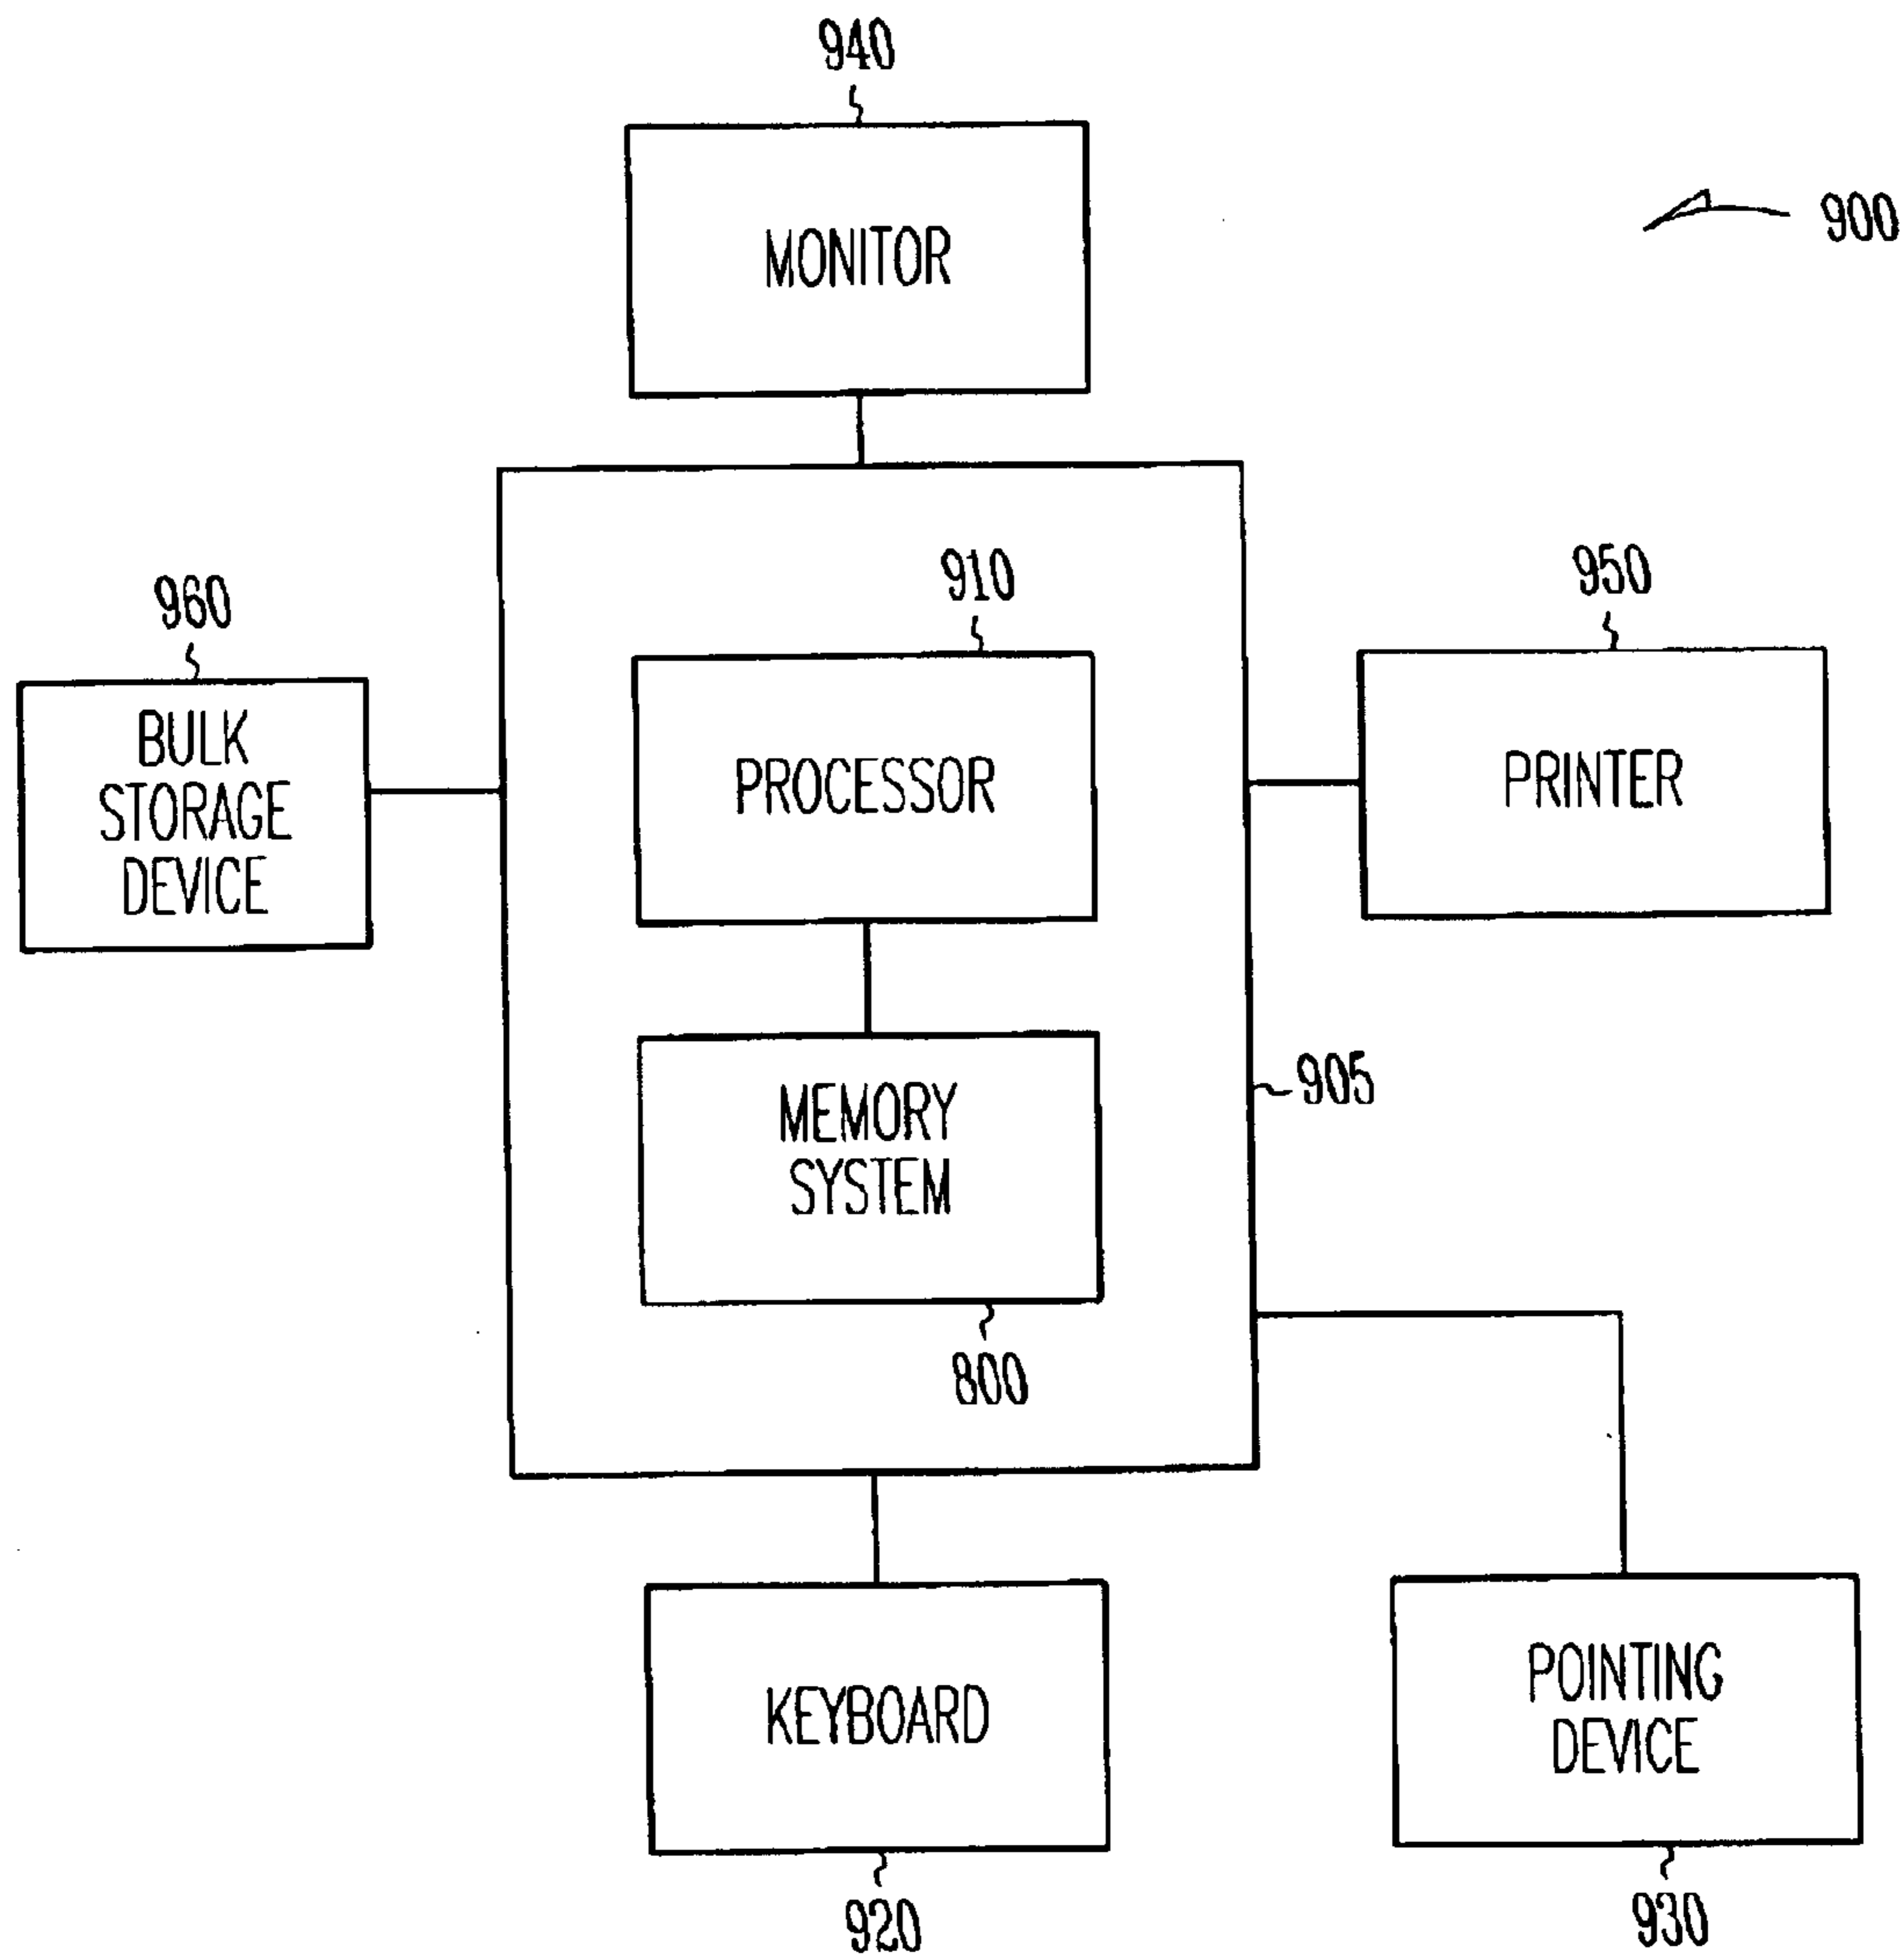 940
MONITOR
900
960
BULK
STORAGE
DEVICE
910
PROCESSOR
950
PRINTER
MEMORY
SYSTEM
905
800
KEYBOARD
920
POINTING
DEVICE
930